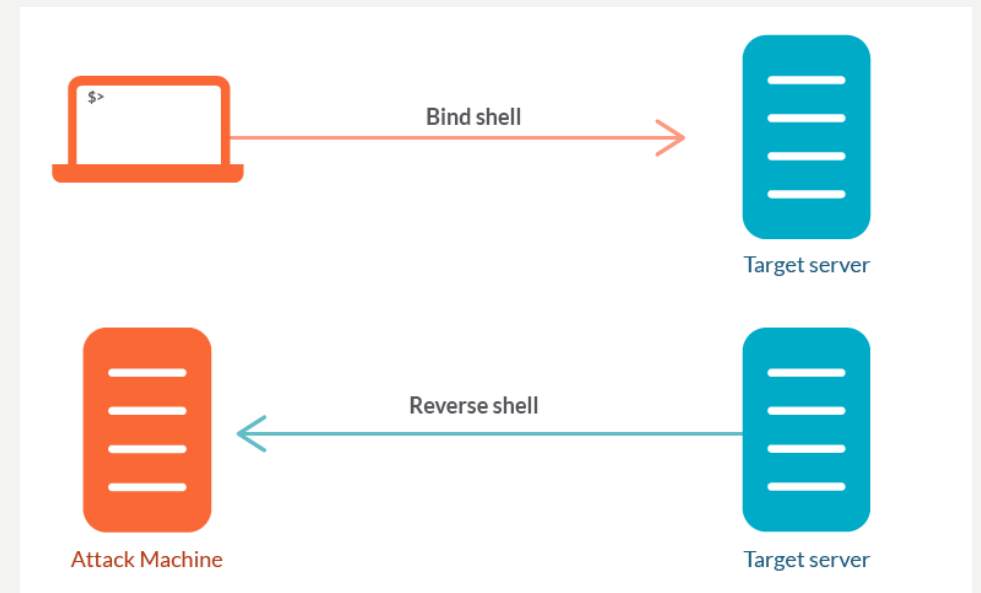 $>
Bind shell
Target server
Reverse shell
Attack Machine
Target server